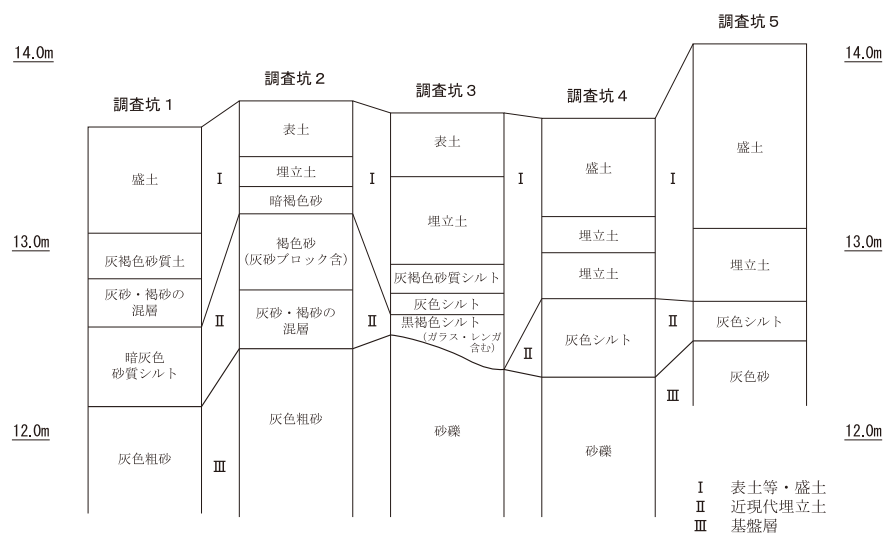 調査坑5
14.0m
14.0m
調査坑2
調査坑3
調査坑1
調査坑4
表土
表土
盛土
Ⅰ
埋立土
Ⅰ
Ⅰ
盛土
Ⅰ
盛土
暗褐色砂
埋立土
13.0m
13.0m
灰褐色砂質土
褐色砂
(灰砂ブロック含)
埋立土
埋立土
灰褐色砂質シルト
埋立土
灰砂・褐砂の
混層
灰色シルト
灰砂・褐砂の
混層
Ⅱ
Ⅱ
黒褐色シルト
(ガラス・レンガ
含む)
Ⅱ
灰色シルト
Ⅱ
灰色シルト
暗灰色
砂質シルト
灰色砂
Ⅲ
12.0m
12.0m
灰色粗砂
灰色粗砂
Ⅲ
砂礫
砂礫
Ⅰ 表土等・盛土
Ⅱ 近現代埋立土
Ⅲ 基盤層